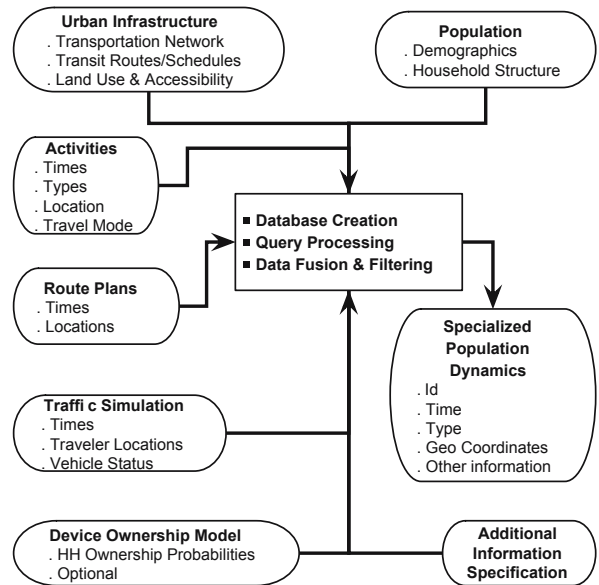 Urban Infrastructure
. Transportation Network
. Transit Routes/Schedules
. Land Use & Accessibility
Population
. Demographics
. Household Structure
Activities
. Times
. Types
. Location
. Travel Mode
▪ Database Creation
▪ Query Processing
▪ Data Fusion & Filtering
Route Plans
. Times
. Locations
Specialized
Population
Dynamics
. Id
. Time
. Type
. Geo Coordinates
. Other information
Traffi c Simulation
. Times
. Traveler Locations
. Vehicle Status
Device Ownership Model
. HH Ownership Probabilities
. Optional
Additional
Information
Specification